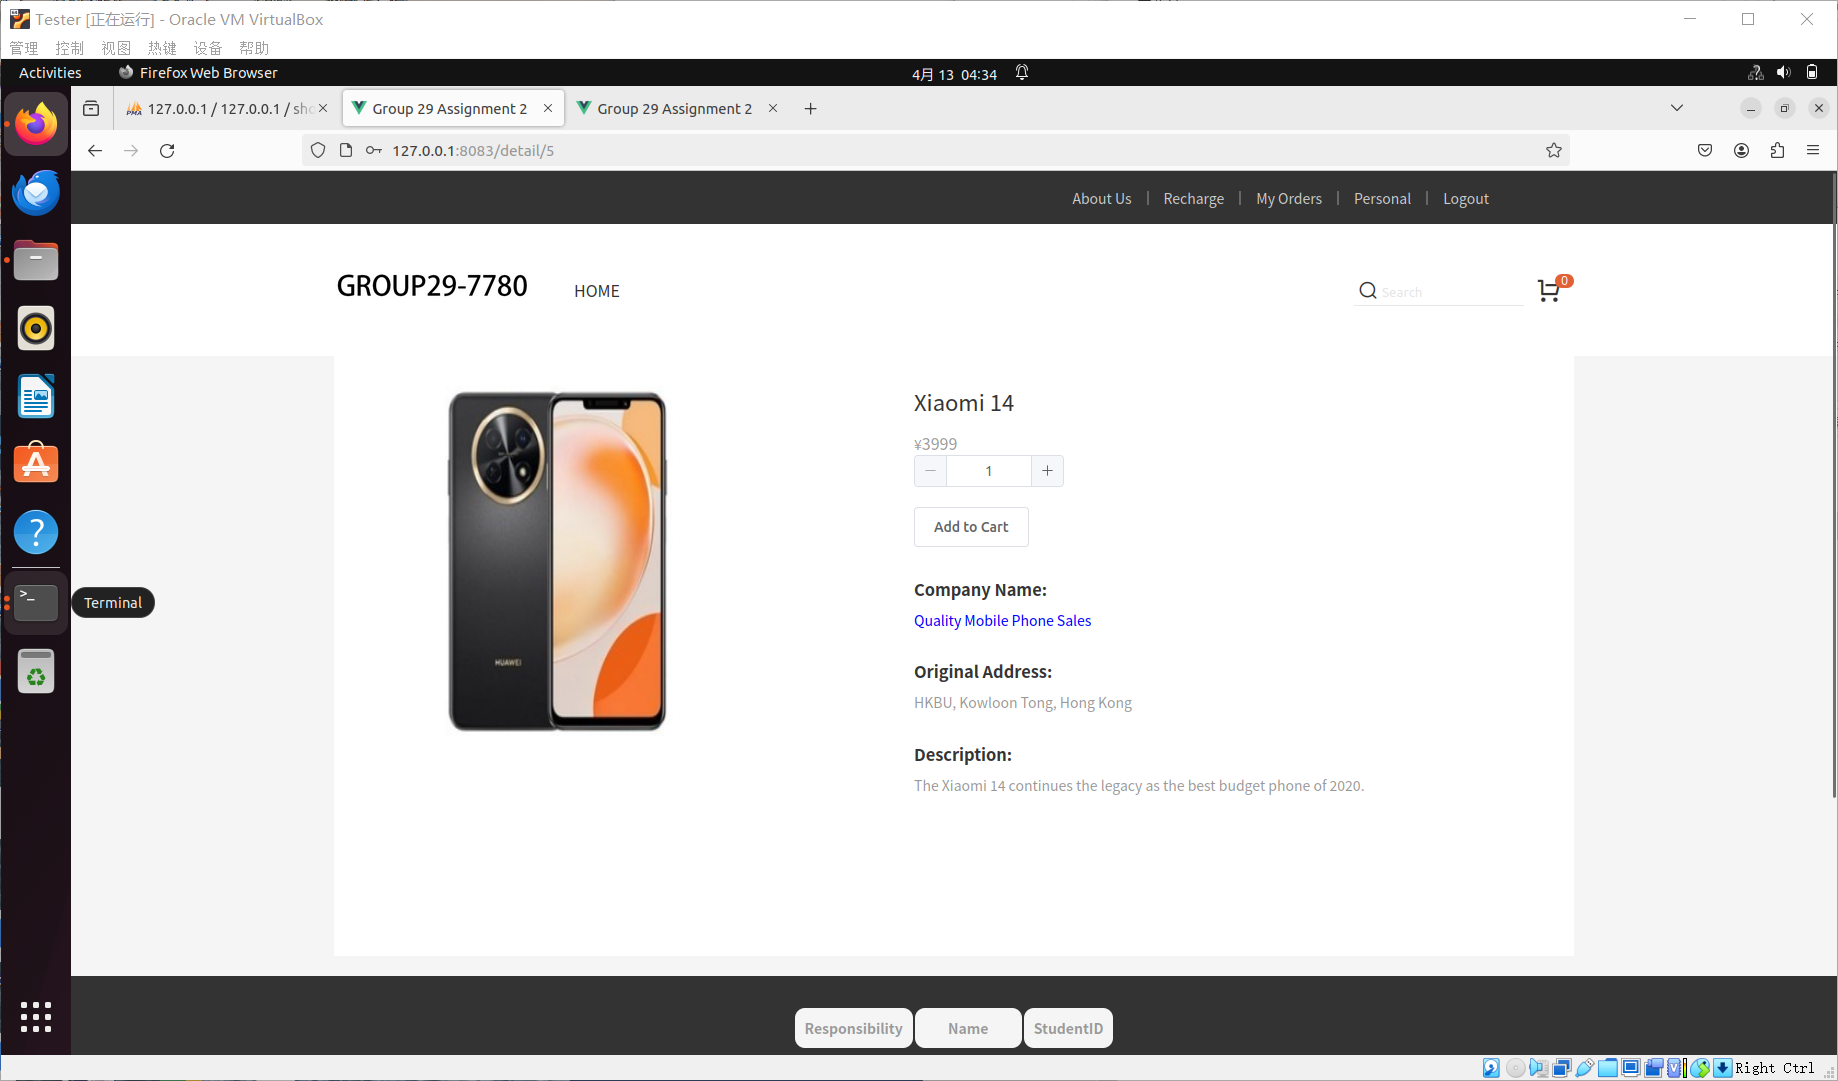 Tester [正在运行] - Oracle VM VirtualBox
管理 控制 视图 热键 设备 帮助
Activities Firefox Web Browser 4月 13 04:34
127.0.0.1 / 127.0.0.1 / sho Group 29 Assignment 2 Group 29 Assignment 2
127.0.0.1:8083/detail/5
About Us | Recharge | My Orders | Personal | Logout
GROUP29-7780 HOME Search 0
Xiaomi 14
¥3999
1
Add to Cart
Company Name:
Quality Mobile Phone Sales
Original Address:
HKBU, Kowloon Tong, Hong Kong
Description:
The Xiaomi 14 continues the legacy as the best budget phone of 2020.
HUAWEI
Terminal
Responsibility Name StudentID
Right Ctrl